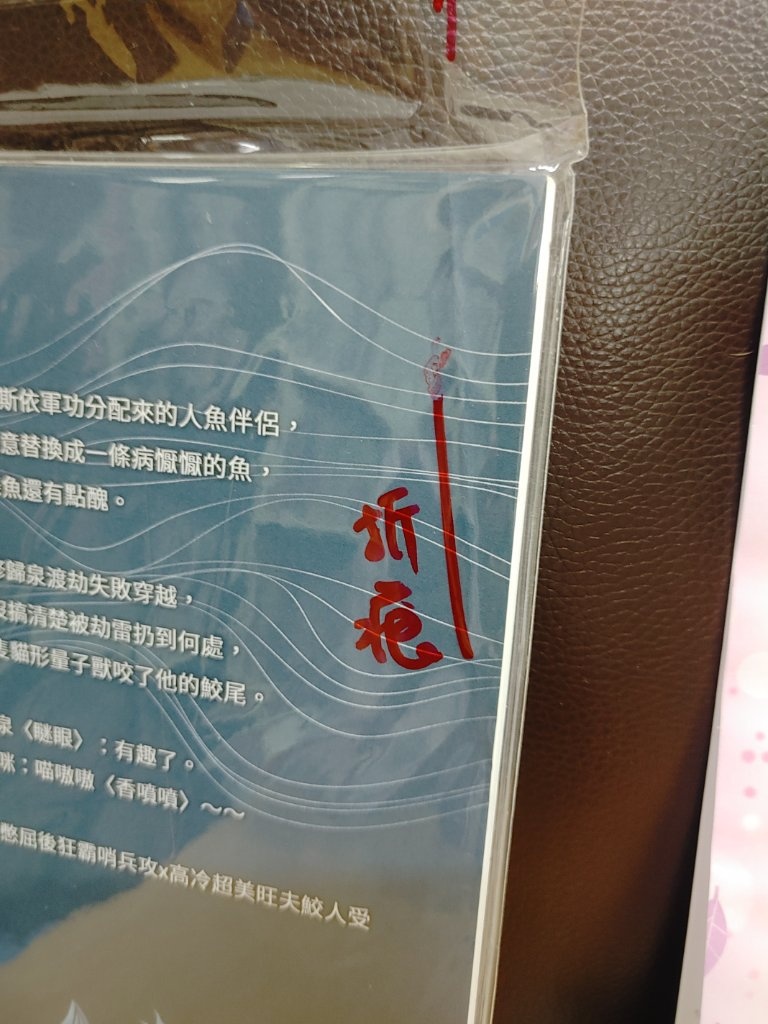 斯依軍功分配來的人魚伴侶，
意替換成一條病懨懨的魚，
魚還有點醜。
歸泉渡劫失敗穿越，
搞清楚被劫雷扔到何處，
隻貓形量子獸咬了他的鮫尾。
泉〈瞇眼〉；有趣了。
咪；喵嗷嗷〈香噴噴〉～～
憋屈後狂霸哨兵攻x高冷超美旺夫鮫人受
折疤